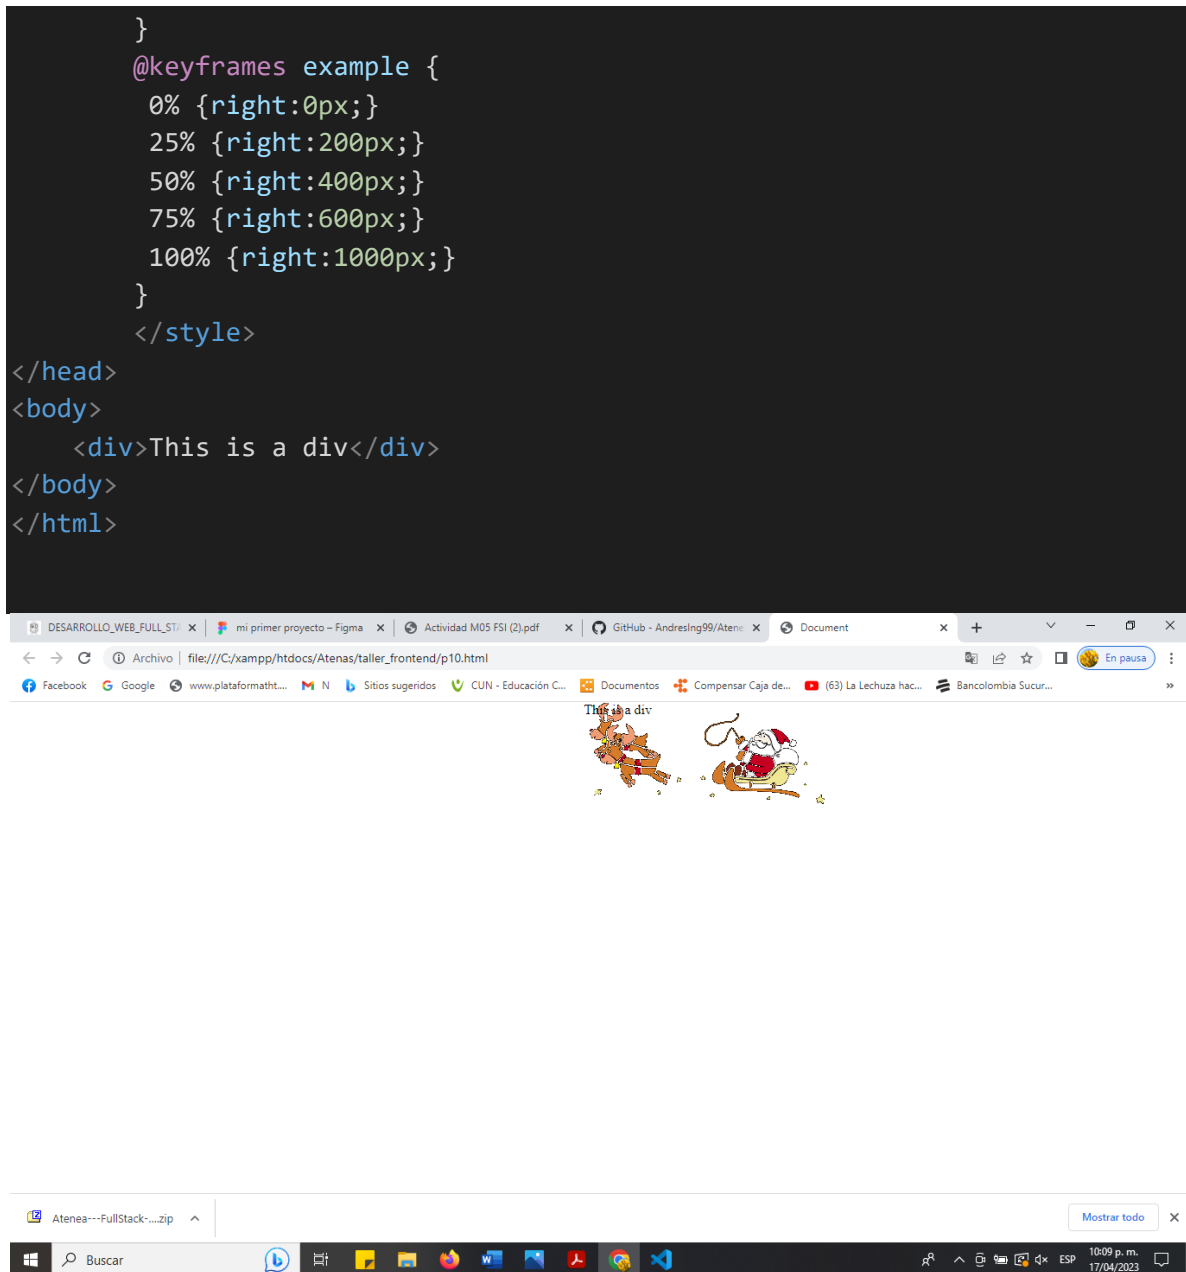 }
@keyframes example {
0% {right:0px;}
25% {right:200px;}
50% {right:400px;}
75% {right:600px;}
100% {right:1000px;}
}
</style>
</head>
<body>
<div>This is a div</div>
</body>
</html>
DESARROLLO_WEB_FULL_STA mi primer proyecto – Figma Actividad M05 FSI (2).pdf GitHub - AndresIng99/Atene Document
Archivo file:///C:/xampp/htdocs/Atenas/taller_frontend/p10.html En pausa
Facebook Google www.plataformatht.... N Sitios sugeridos CUN - Educación C... Documentos Compensar Caja de... (63) La Lechuza hac... Bancolombia Sucur... »
This is a div
Atenea---FullStack-....zip Mostrar todo
Buscar ESP 10:09 p. m.
17/04/2023